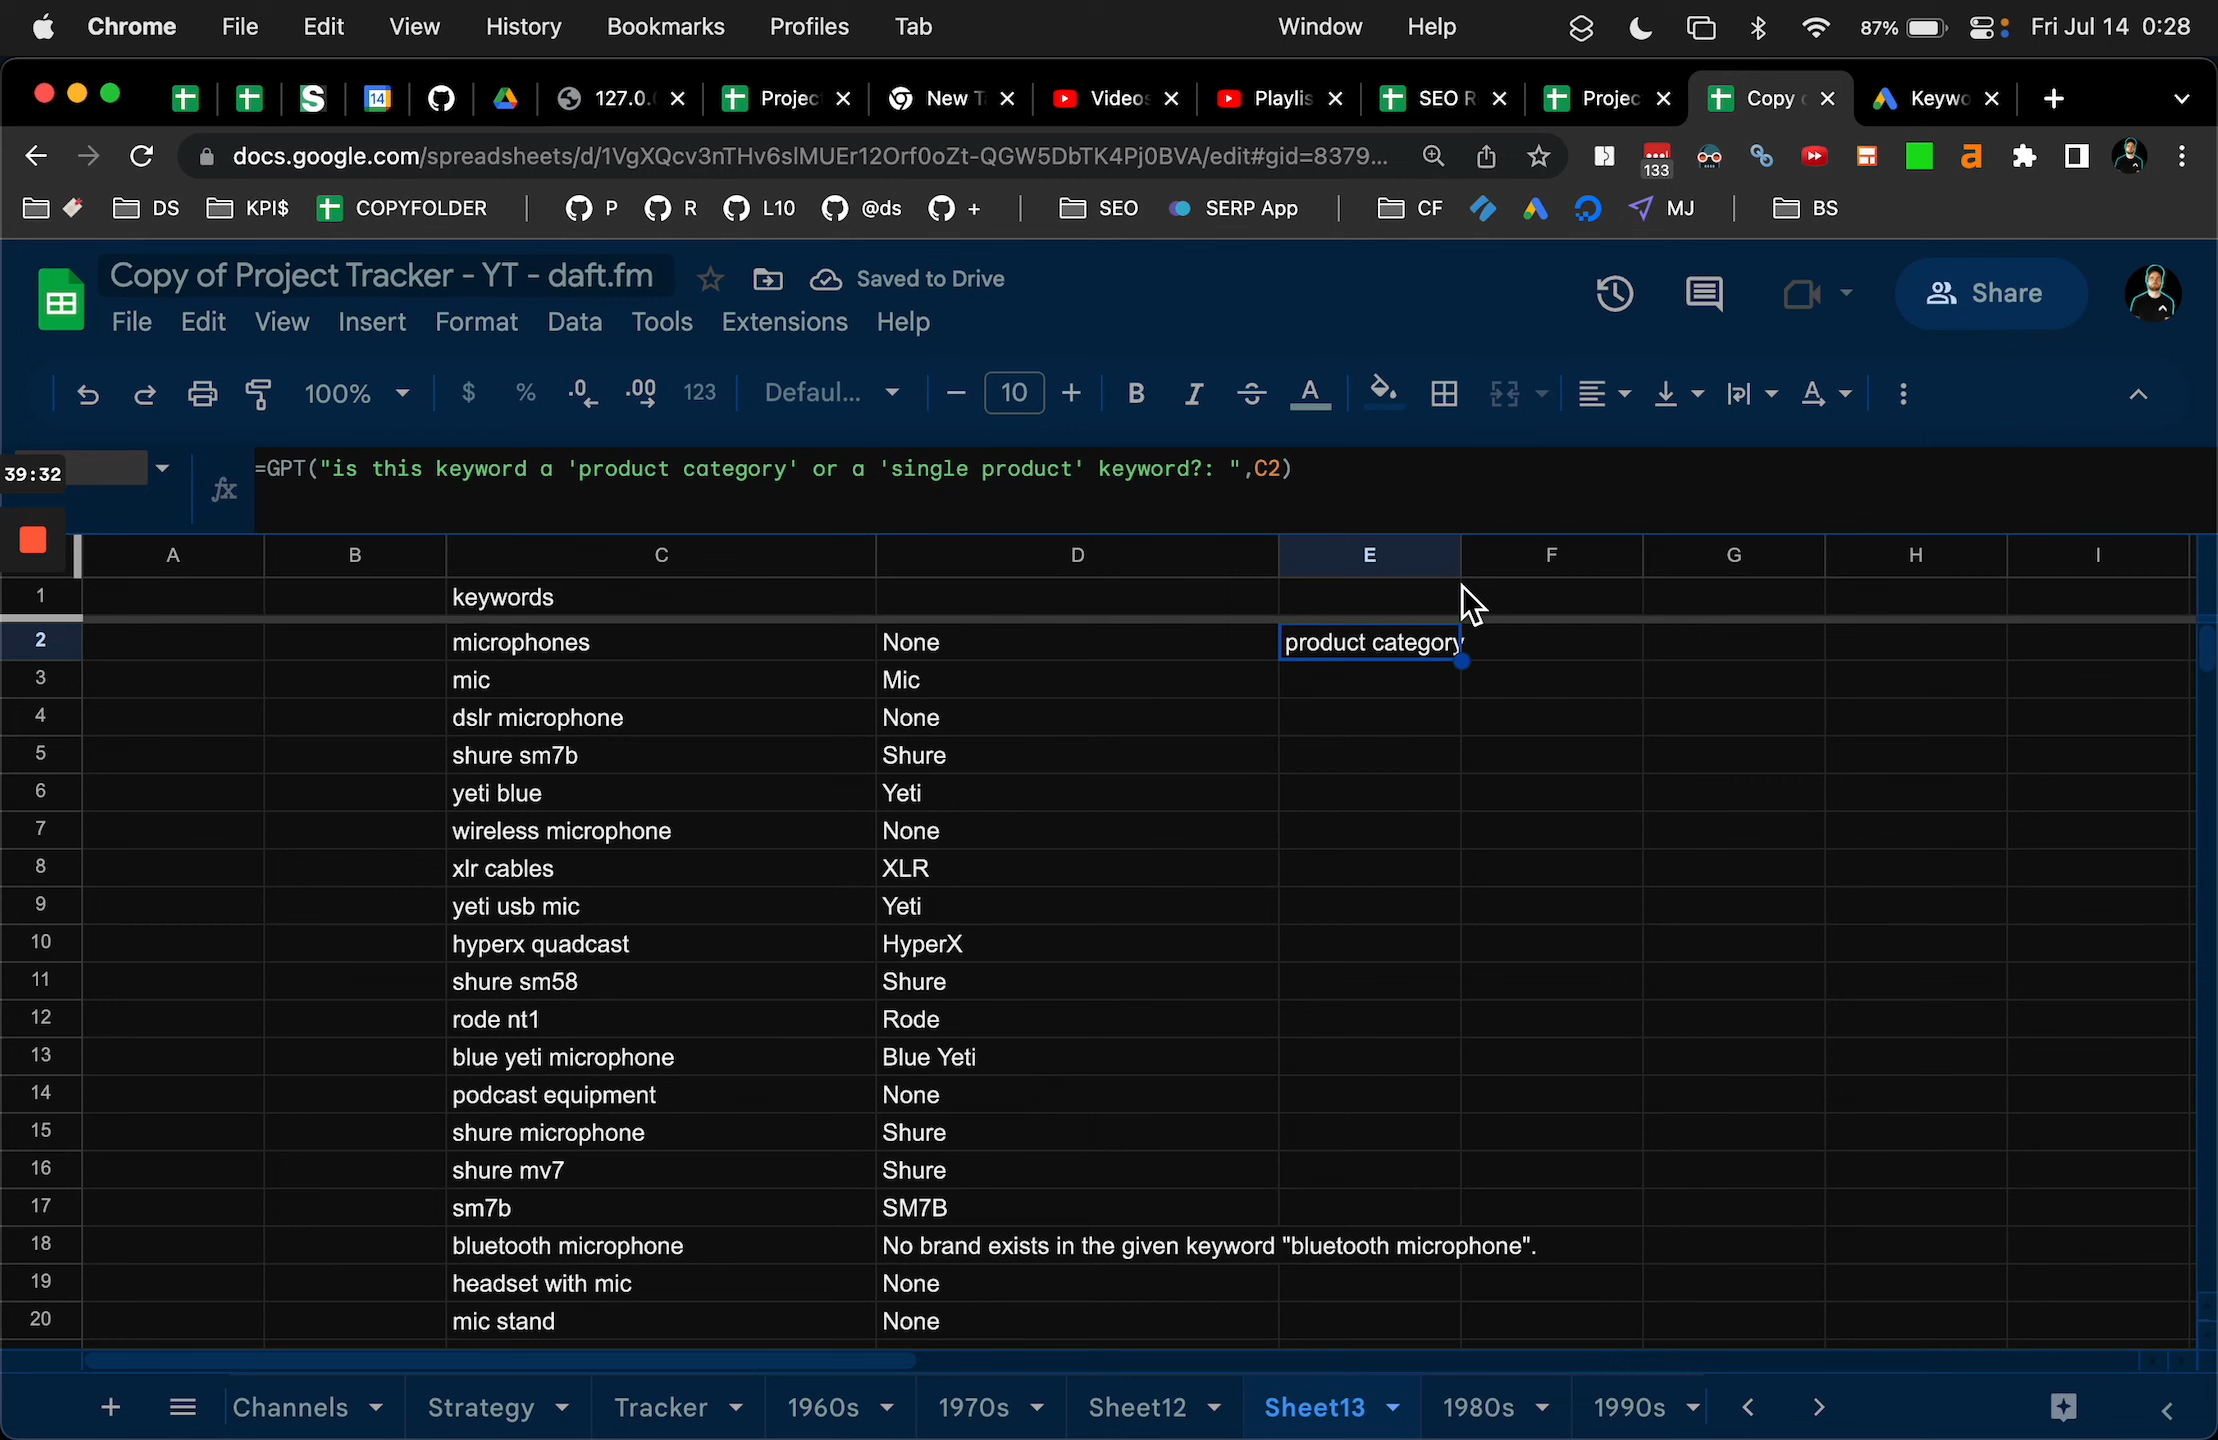 Chrome File Edit View History Bookmarks Profiles Tab Window Help 87% Fri Jul 14 0:28
14 127.0. Projec New T Videos Playlis SEO R Projec Copy Keywo
docs.google.com/spreadsheets/d/1VgXQcv3nTHv6slMUEr12Orf0oZt-QGW5DbTK4Pj0BVA/edit#gid=8379... 133
DS KPI$ COPYFOLDER P R L10 @ds + SEO SERP App CF MJ BS
Copy of Project Tracker - YT - daft.fm Saved to Drive
Share
File Edit View Insert Format Data Tools Extensions Help
100% $ % .0 .00 123 Defaul... 10 B I A
39:32 =GPT("is this keyword a 'product category' or a 'single product' keyword?: ",C2)
A B C D E F G H I
1 keywords
2 microphones None product category
3 mic Mic
4 dslr microphone None
5 shure sm7b Shure
6 yeti blue Yeti
7 wireless microphone None
8 xlr cables XLR
9 yeti usb mic Yeti
10 hyperx quadcast HyperX
11 shure sm58 Shure
12 rode nt1 Rode
13 blue yeti microphone Blue Yeti
14 podcast equipment None
15 shure microphone Shure
16 shure mv7 Shure
17 sm7b SM7B
18 bluetooth microphone No brand exists in the given keyword "bluetooth microphone".
19 headset with mic None
20 mic stand None
Channels Strategy Tracker 1960s 1970s Sheet12 Sheet13 1980s 1990s